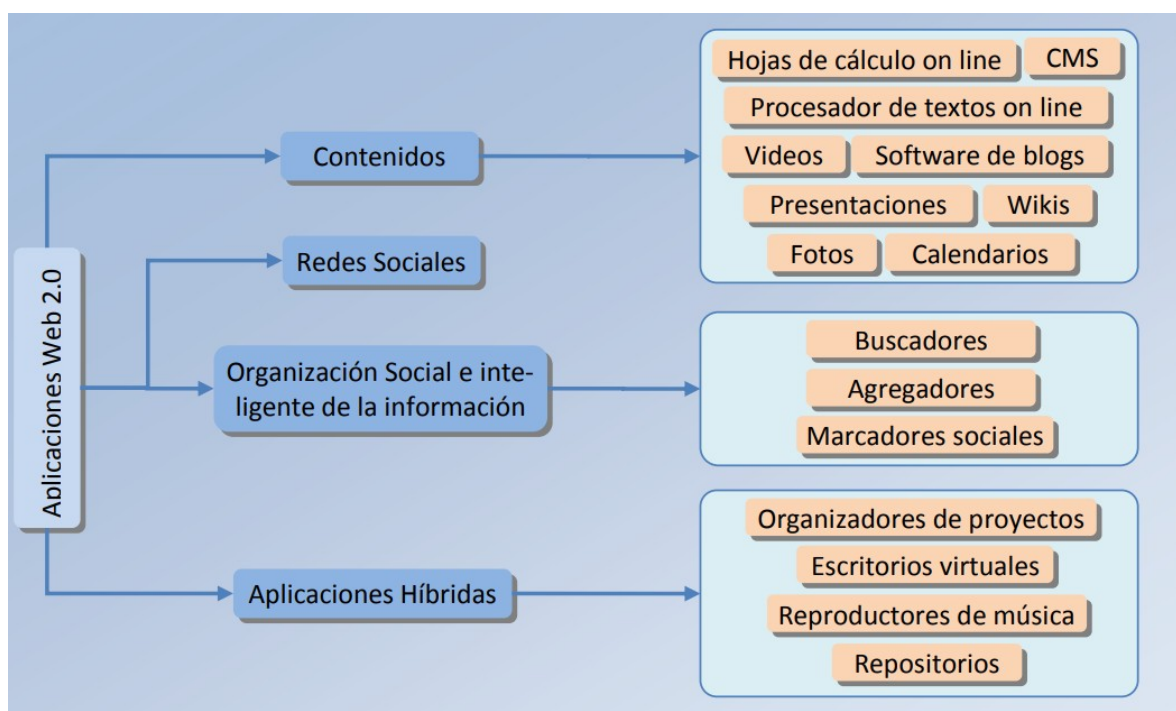 Hojas de cálculo on line
CMS
Procesador de textos on line
Contenidos
Videos
Software de blogs
Presentaciones
Wikis
Fotos
Calendarios
Redes Sociales
Aplicaciones Web 2.0
Organización Social e inte-
ligente de la información
Buscadores
Agregadores
Marcadores sociales
Aplicaciones Híbridas
Organizadores de proyectos
Escritorios virtuales
Reproductores de música
Repositorios